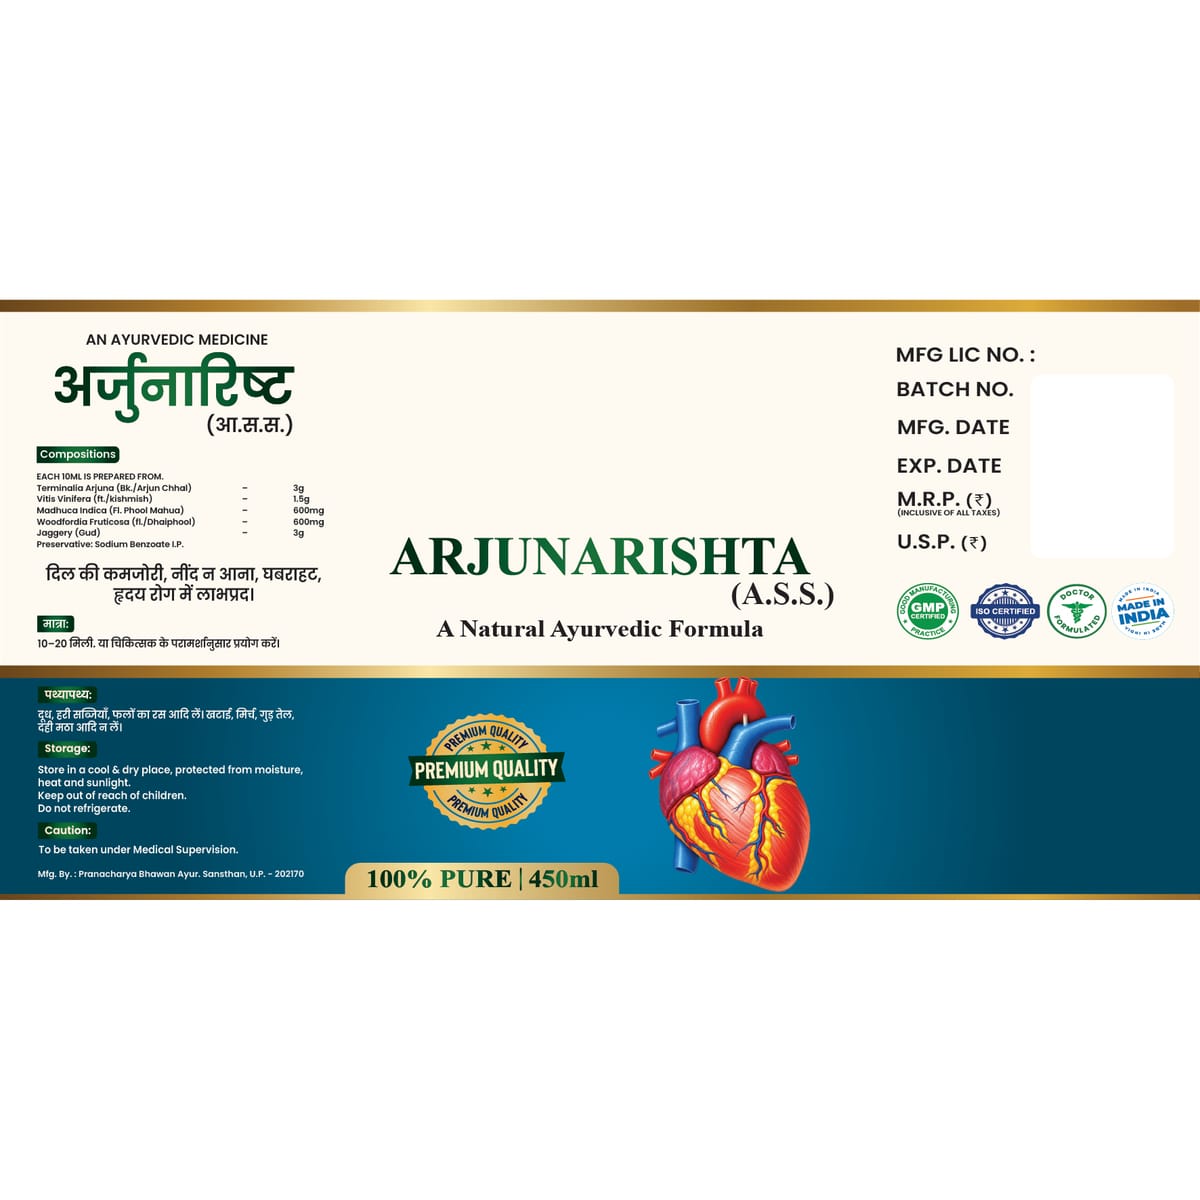 AN AYURVEDIC MEDICINE
अर्जुनारिष्ट
(आ.स.स.)
Compositions
EACH 10ML IS PREPARED FROM.
Terminalia Arjuna (Bk./Arjun Chhal) - 3g
Vitis Vinifera (ft./kishmish) - 1.5g
Madhuca Indica (Fl. Phool Mahua) - 600mg
Woodfordia Fruticosa (fl./Dhaiphool) - 600mg
Jaggery (Gud) - 3g
Preservative: Sodium Benzoate I.P.
दिल की कमजोरी, नींद न आना, घबराहट,
हृदय रोग में लाभप्रद।
मात्रा:
10-20 मिली. या चिकित्सक के परामर्शानुसार प्रयोग करें।
पथ्यापथ्य:
दूध, हरी सब्जियाँ, फलों का रस आदि लें। खटाई, मिर्च, गुड़ तेल,
दही मठा आदि न लें।
Storage:
Store in a cool & dry place, protected from moisture,
heat and sunlight.
Keep out of reach of children.
Do not refrigerate.
Caution:
To be taken under Medical Supervision.
Mfg. By. : Pranacharya Bhawan Ayur. Sansthan, U.P. - 202170
ARJUNARISHTA
(A.S.S.)
A Natural Ayurvedic Formula
PREMIUM QUALITY
PREMIUM QUALITY
PREMIUM QUALITY
100% PURE | 450ml
MFG LIC NO. :
BATCH NO.
MFG. DATE
EXP. DATE
M.R.P. (₹)
(INCLUSIVE OF ALL TAXES)
U.S.P. (₹)
GOOD MANUFACTURING
GMP
CERTIFIED
PRACTICE
ISO CERTIFIED
DOCTOR
FORMULATED
MADE IN INDIA
MADE IN
INDIA
MADE IN INDIA